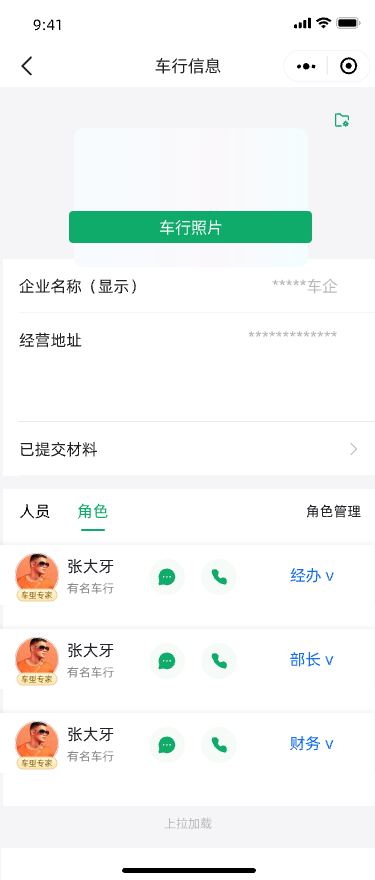 9:41
车行信息
车行照片
企业名称（显示）
*****车企
经营地址
*************
已提交材料
人员
角色
角色管理
张大牙
有名车行
车型专家
经办 v
张大牙
有名车行
车型专家
部长 v
张大牙
有名车行
车型专家
财务 v
上拉加载